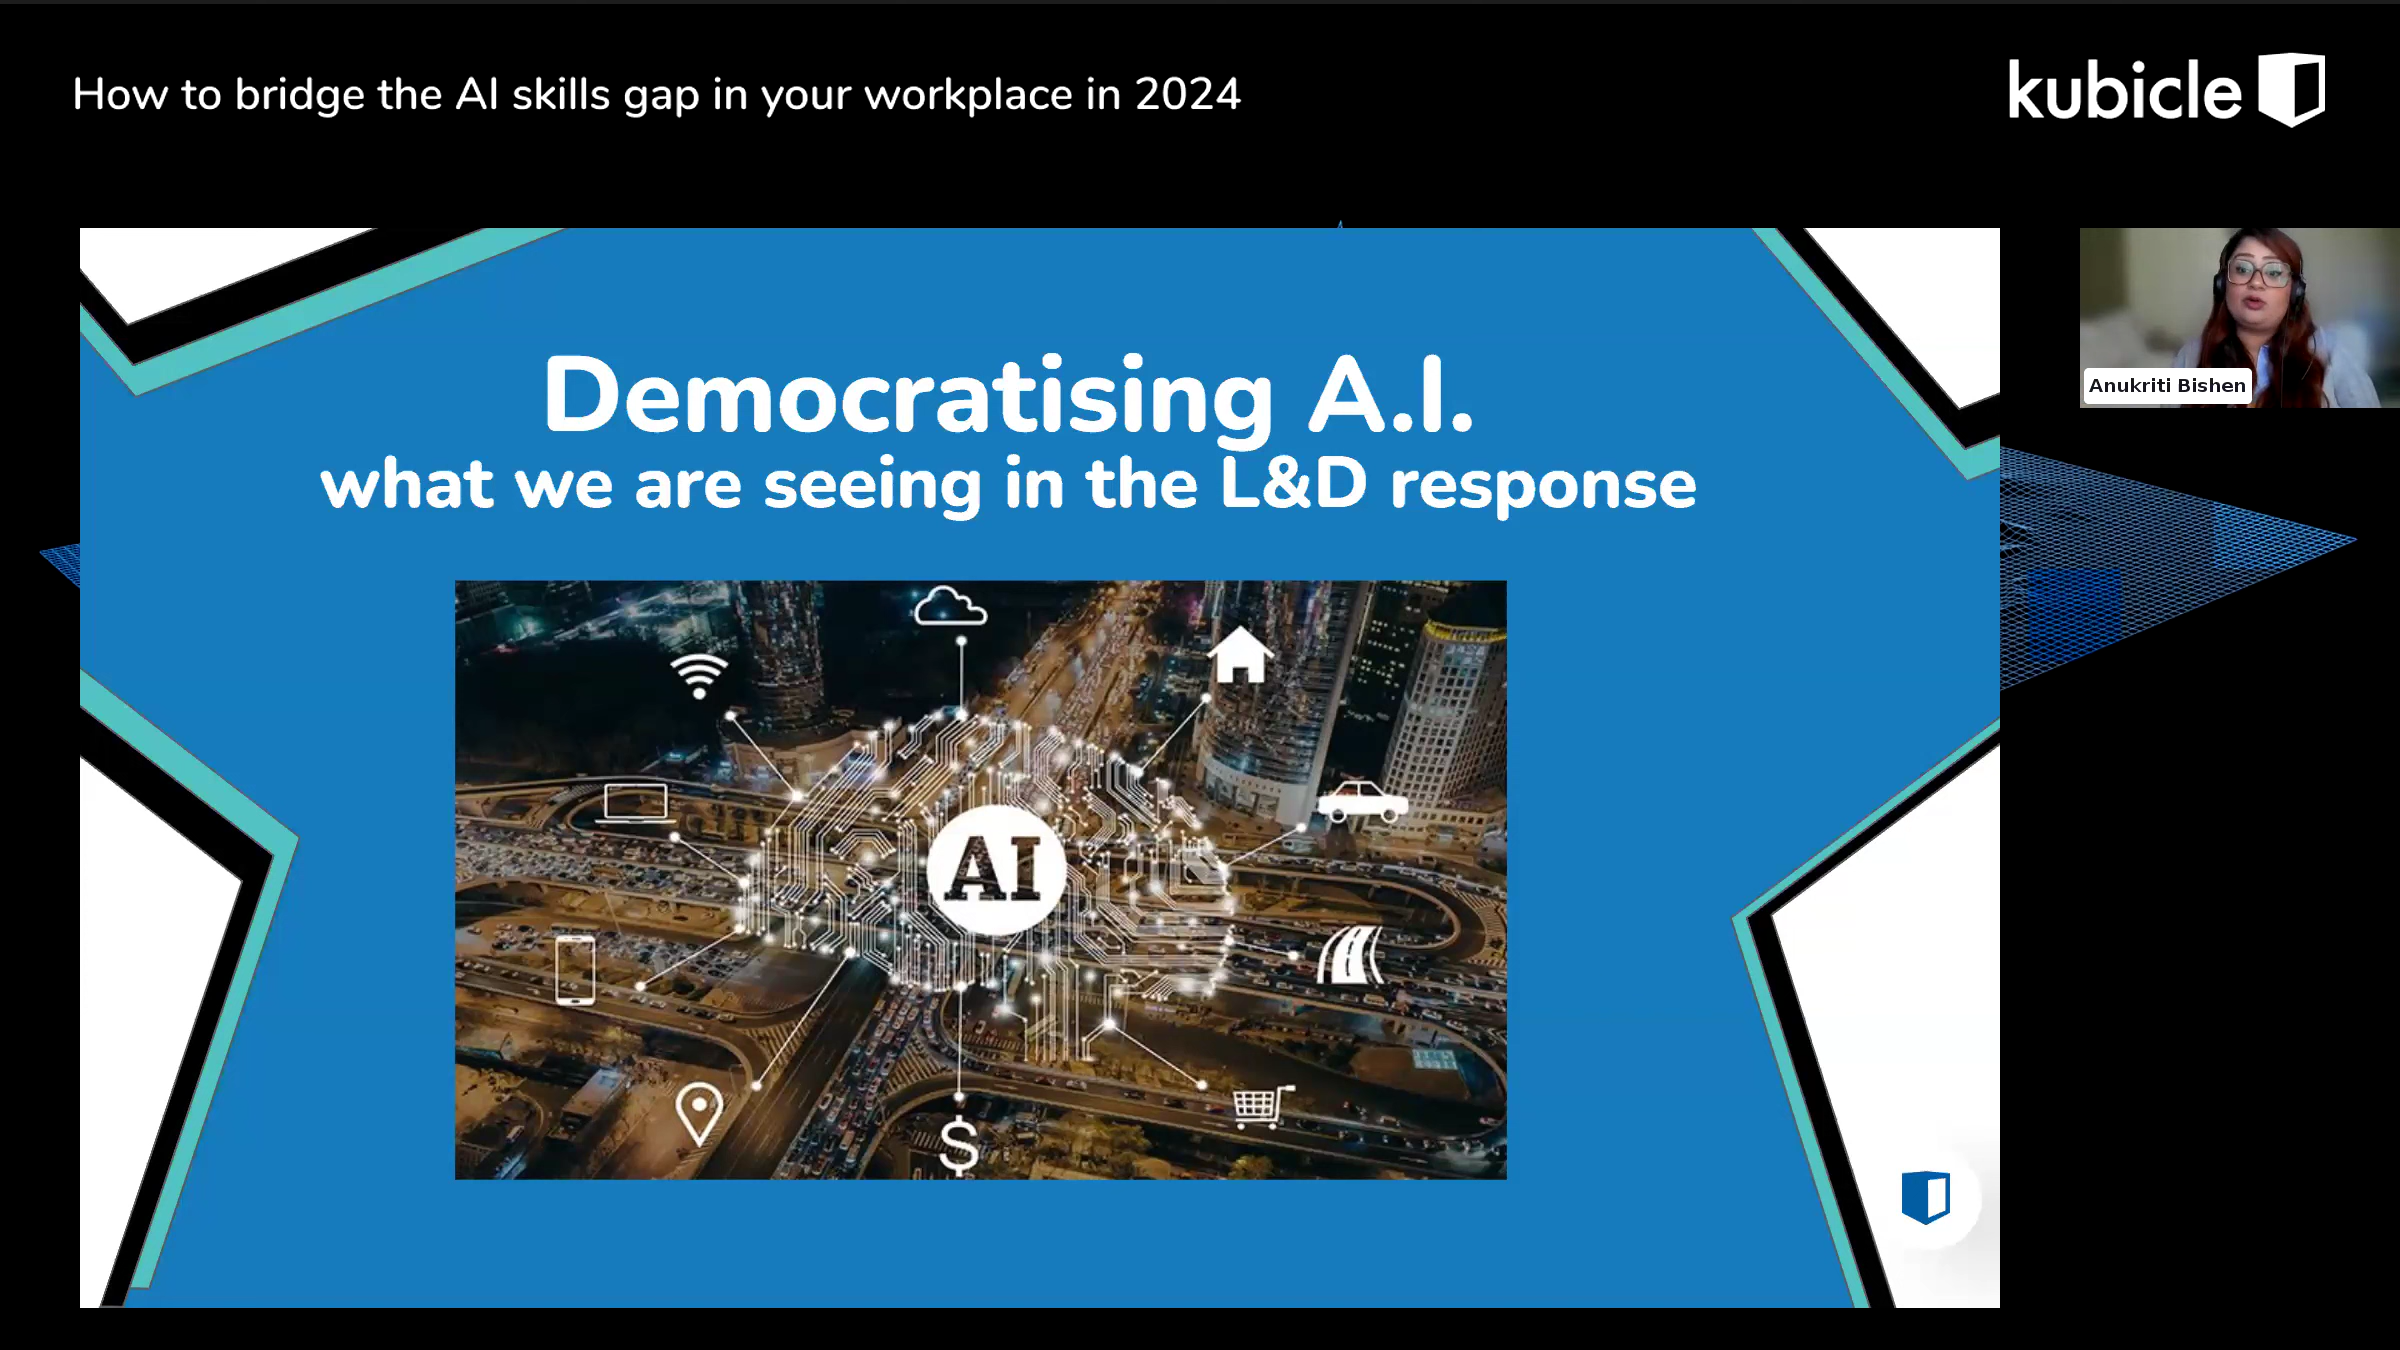 How to bridge the AI skills gap in your workplace in 2024
kubicle
Democratising A.I.
what we are seeing in the L&D response
Anukriti Bishen
AI
$